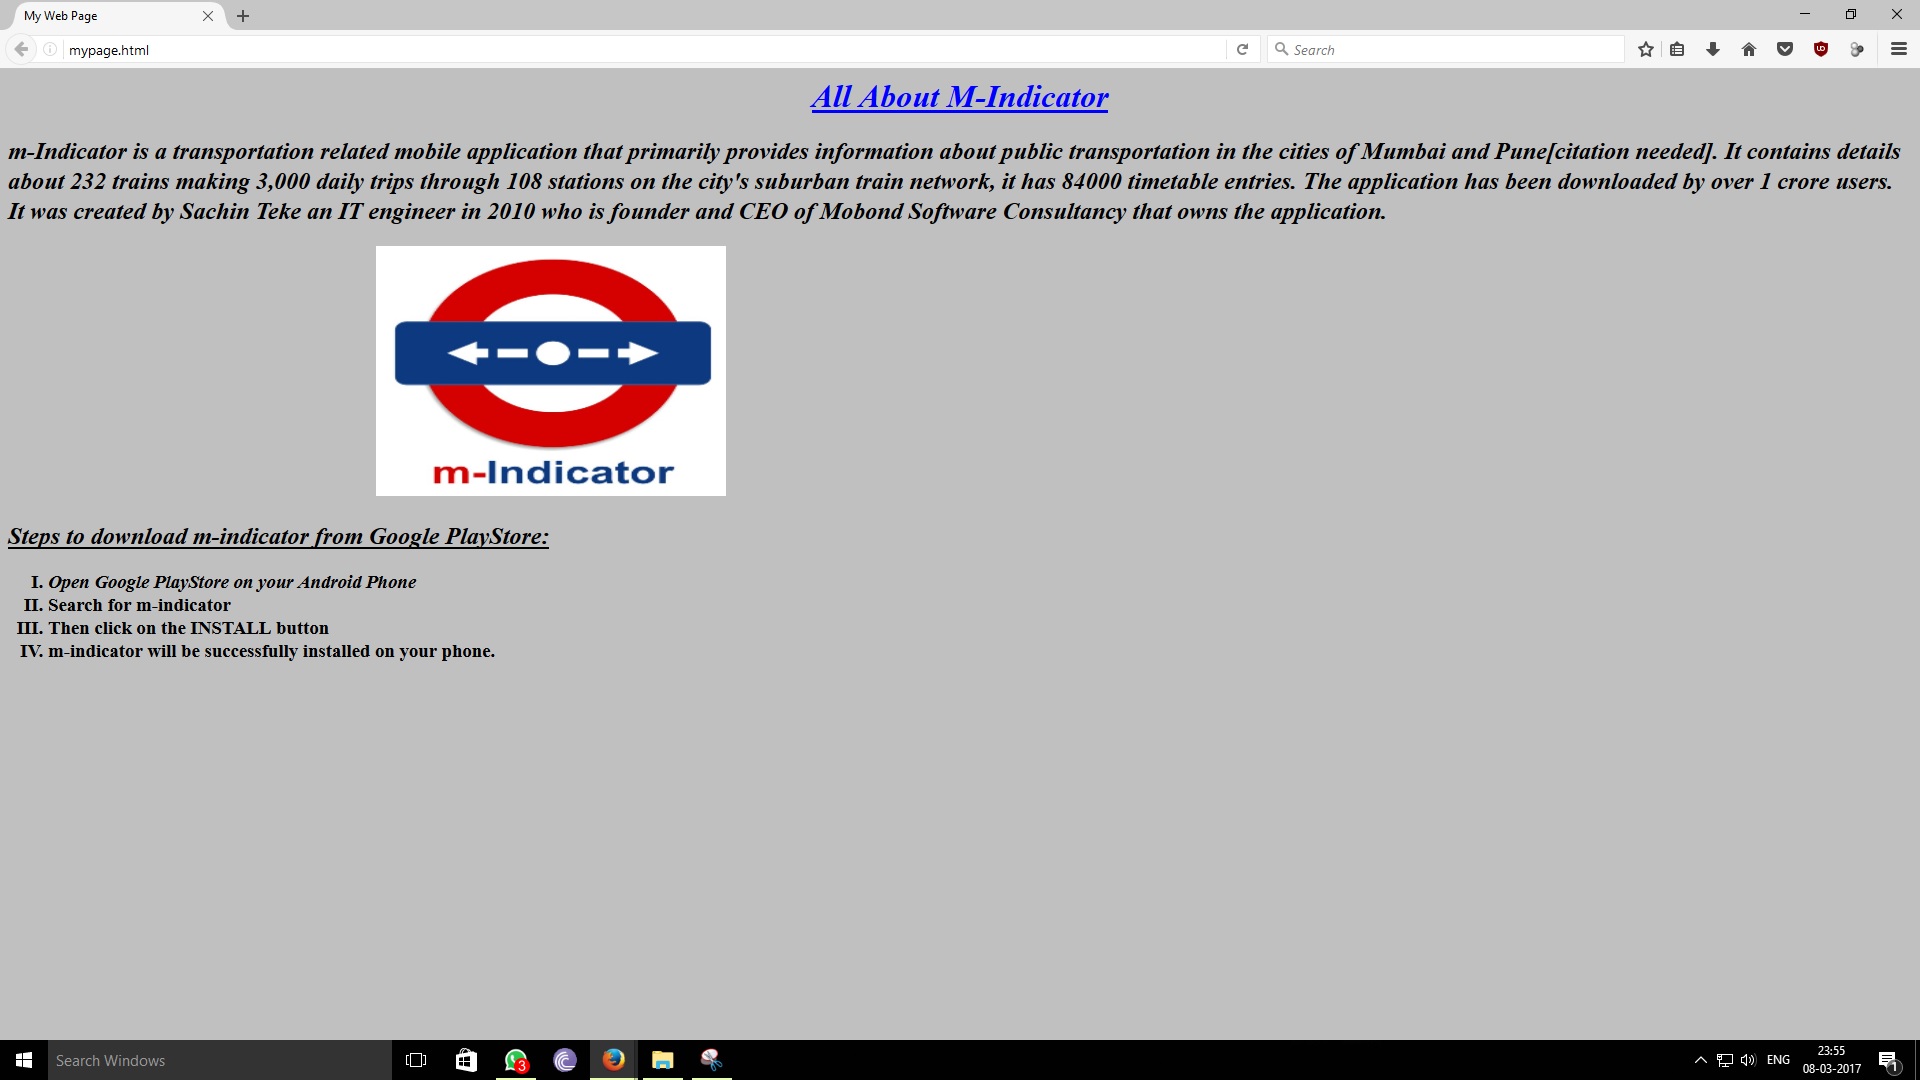 My Web Page
mypage.html
Search
All About M-Indicator
m-Indicator is a transportation related mobile application that primarily provides information about public transportation in the cities of Mumbai and Pune[citation needed]. It contains details
about 232 trains making 3,000 daily trips through 108 stations on the city's suburban train network, it has 84000 timetable entries. The application has been downloaded by over 1 crore users.
It was created by Sachin Teke an IT engineer in 2010 who is founder and CEO of Mobond Software Consultancy that owns the application.
m-Indicator
Steps to download m-indicator from Google PlayStore:
I. Open Google PlayStore on your Android Phone
II. Search for m-indicator
III. Then click on the INSTALL button
IV. m-indicator will be successfully installed on your phone.
Search Windows
3
ENG
23:55
08-03-2017
1